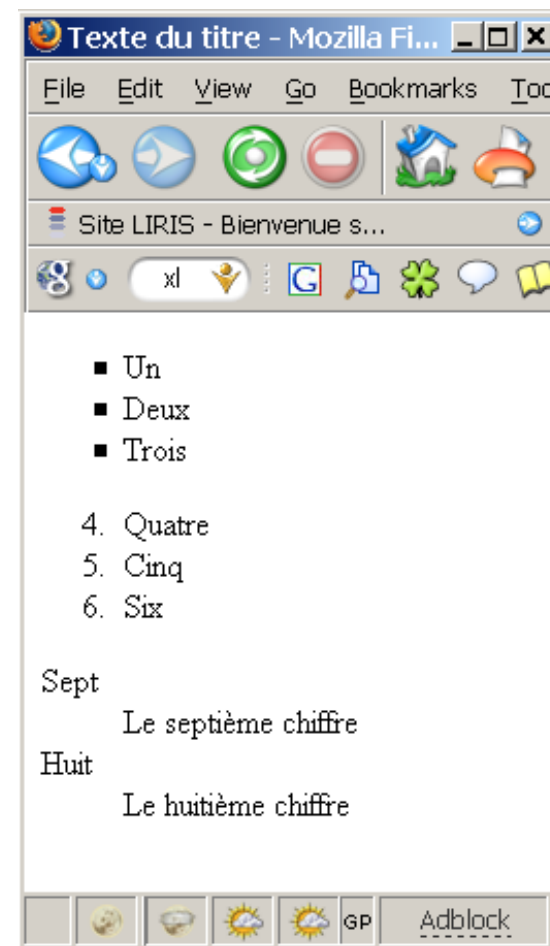 Texte du titre - Mozilla Fi...
File Edit View Go Bookmarks Too
Site LIRIS - Bienvenue s...
xl G
■ Un
■ Deux
■ Trois
4. Quatre
5. Cinq
6. Six
Sept
Le septième chiffre
Huit
Le huitième chiffre
GP Adblock